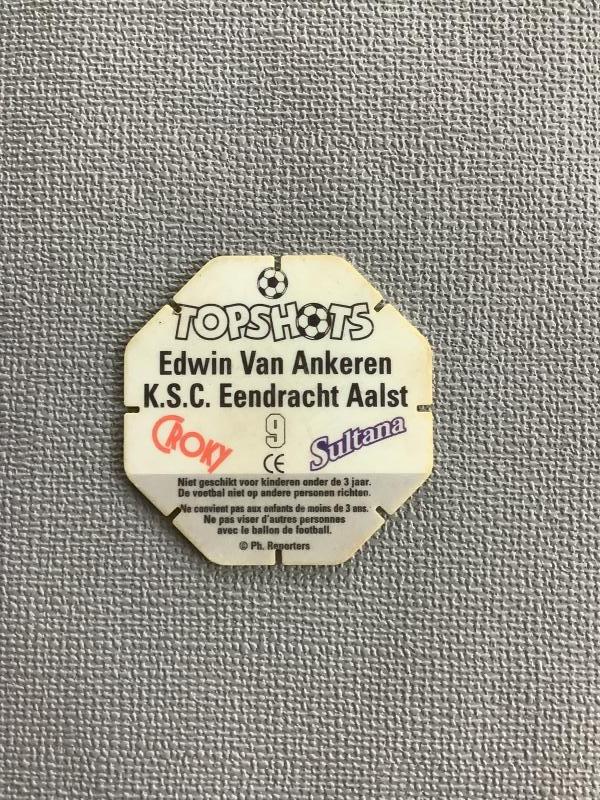 TOPSHOTS
Edwin Van Ankeren
K.S.C. Eendracht Aalst
CROKY 9 Sultana
CE
Niet geschikt voor kinderen onder de 3 jaar.
De voetbal niet op andere personen richten.
Ne convient pas aux enfants de moins de 3 ans.
Ne pas viser d'autres personnes
avec le ballon de football.
© Ph. Reporters